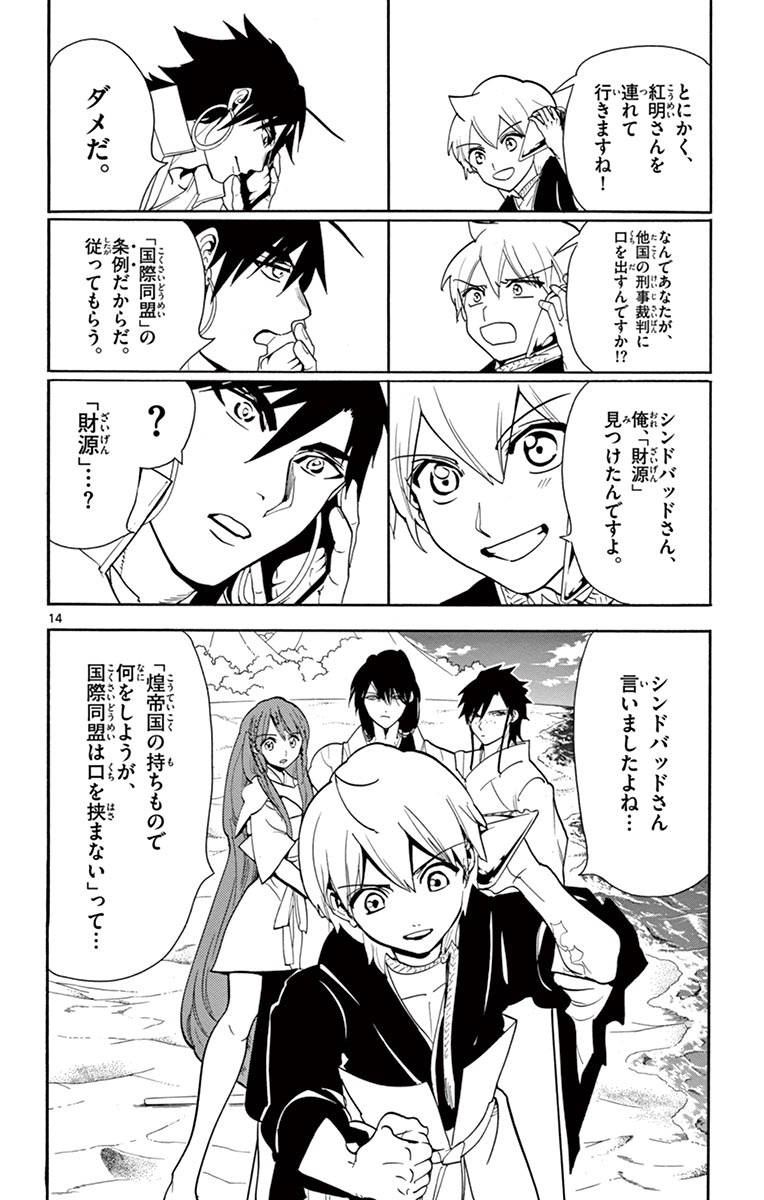 とにかく、
紅明さんを
連れて
行きますね!
ダメだ。
なんであなたが、
他国の刑事裁判に
口を出すんですか!?
「国際同盟」の
条例だからだ。
従ってもらう。
シンドバッドさん、
俺、「財源」
見つけたんですよ。
?
「財源」…?
14
シンドバッドさん
言いましたよね…
「煌帝国の持ちもので
何をしようが、
国際同盟は口を挟まない」って…